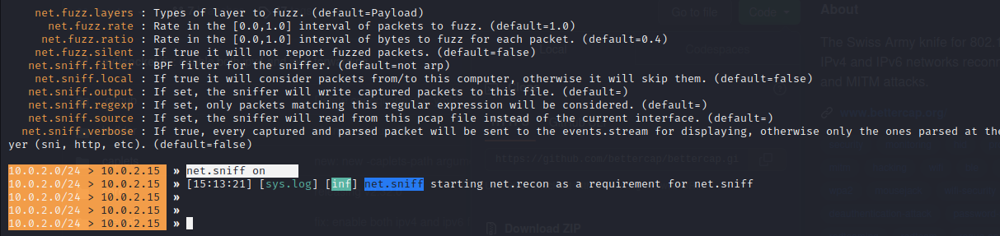 net.fuzz.layers : Types of layer to fuzz. (default=Payload)
net.fuzz.rate : Rate in the [0.0,1.0] interval of packets to fuzz. (default=1.0)
net.fuzz.ratio : Rate in the [0.0,1.0] interval of bytes to fuzz for each packet. (default=0.4)
net.fuzz.silent : If true it will not report fuzzed packets. (default=false)
net.sniff.filter : BPF filter for the sniffer. (default=not arp)
net.sniff.local : If true it will consider packets from/to this computer, otherwise it will skip them. (default=false)
net.sniff.output : If set, the sniffer will write captured packets to this file. (default=)
net.sniff.regexp : If set, only packets matching this regular expression will be considered. (default=)
net.sniff.source : If set, the sniffer will read from this pcap file instead of the current interface. (default=)
net.sniff.verbose : If true, every captured and parsed packet will be sent to the events.stream for displaying, otherwise only the ones parsed at the
yer (sni, http, etc). (default=false)
10.0.2.0/24 > 10.0.2.15 » net.sniff on
10.0.2.0/24 > 10.0.2.15 » [15:13:21] [sys.log] [inf] net.sniff starting net.recon as a requirement for net.sniff
10.0.2.0/24 > 10.0.2.15 »
10.0.2.0/24 > 10.0.2.15 »
10.0.2.0/24 > 10.0.2.15 »
Go to file
Code
About
The Swiss Army knife for 802
IPv4 and IPv6 networks recon
and MITM attacks.
Local
www.bettercap.org
https://github.com/bettercap/bettercap.gi
Download ZIP